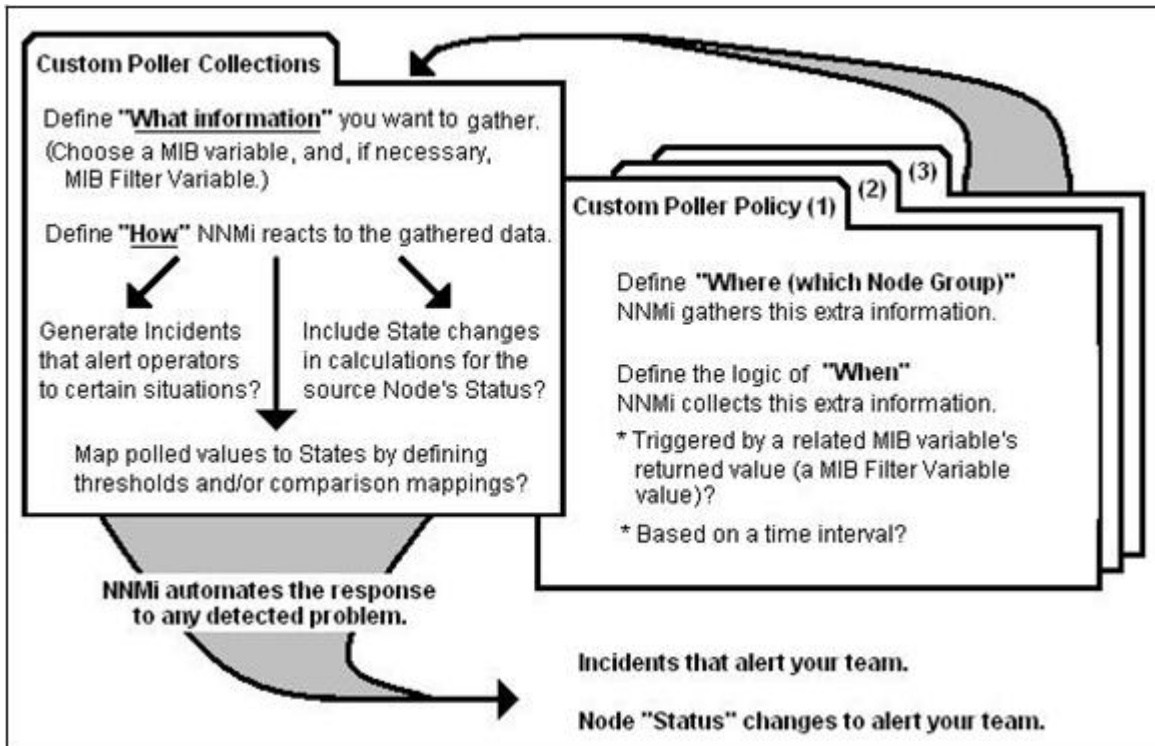 Custom Poller Collections
Define "What information" you want to gather.
(Choose a MIB variable, and, if necessary,
MIB Filter Variable.)
Define "How" NNMi reacts to the gathered data.
Generate Incidents
that alert operators
to certain situations?
Include State changes
in calculations for the
source Node's Status?
Map polled values to States by defining
thresholds and/or comparison mappings?
(3)
(2)
Custom Poller Policy (1)
Define "Where (which Node Group)"
NNMi gathers this extra information.
Define the logic of "When"
NNMi collects this extra information.
* Triggered by a related MIB variable's
returned value (a MIB Filter Variable
value)?
* Based on a time interval?
NNMi automates the response
to any detected problem.
Incidents that alert your team.
Node "Status" changes to alert your team.